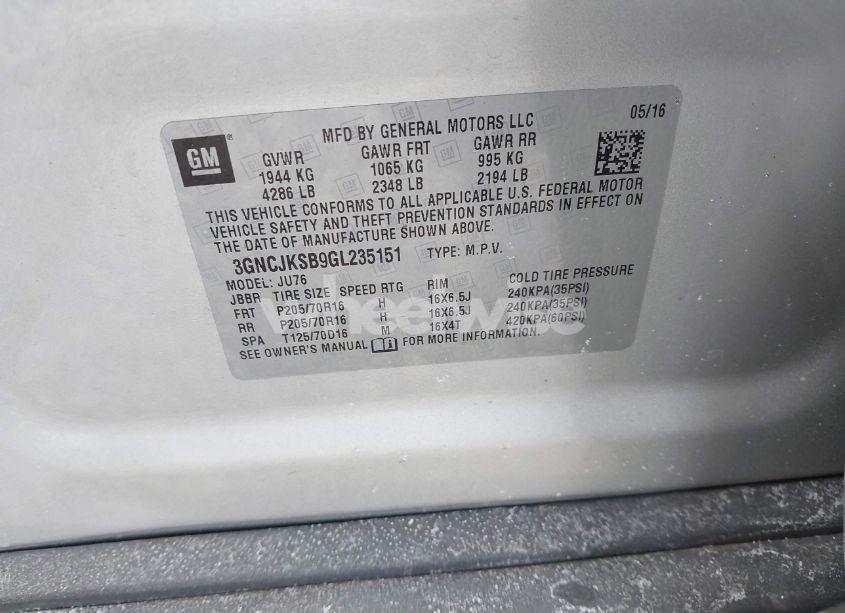 GM
MFD BY GENERAL MOTORS LLC 05/16
GVWR GAWR FRT GAWR RR
1944 KG 1065 KG 995 KG
4286 LB 2348 LB 2194 LB
THIS VEHICLE CONFORMS TO ALL APPLICABLE U.S. FEDERAL MOTOR
VEHICLE SAFETY AND THEFT PREVENTION STANDARDS IN EFFECT ON
THE DATE OF MANUFACTURE SHOWN ABOVE.
3GNCJKSB9GL235151 TYPE: M.P.V.
MODEL: JU76
JBBR TIRE SIZE SPEED RTG RIM COLD TIRE PRESSURE
FRT P205/70R16 H 16X6.5J 240KPA(35PSI)
RR P205/70R16 H 16X6.5J 240KPA(35PSI)
SPA T125/70D16 M 16X4T 420KPA(60PSI)
SEE OWNER'S MANUAL FOR MORE INFORMATION.